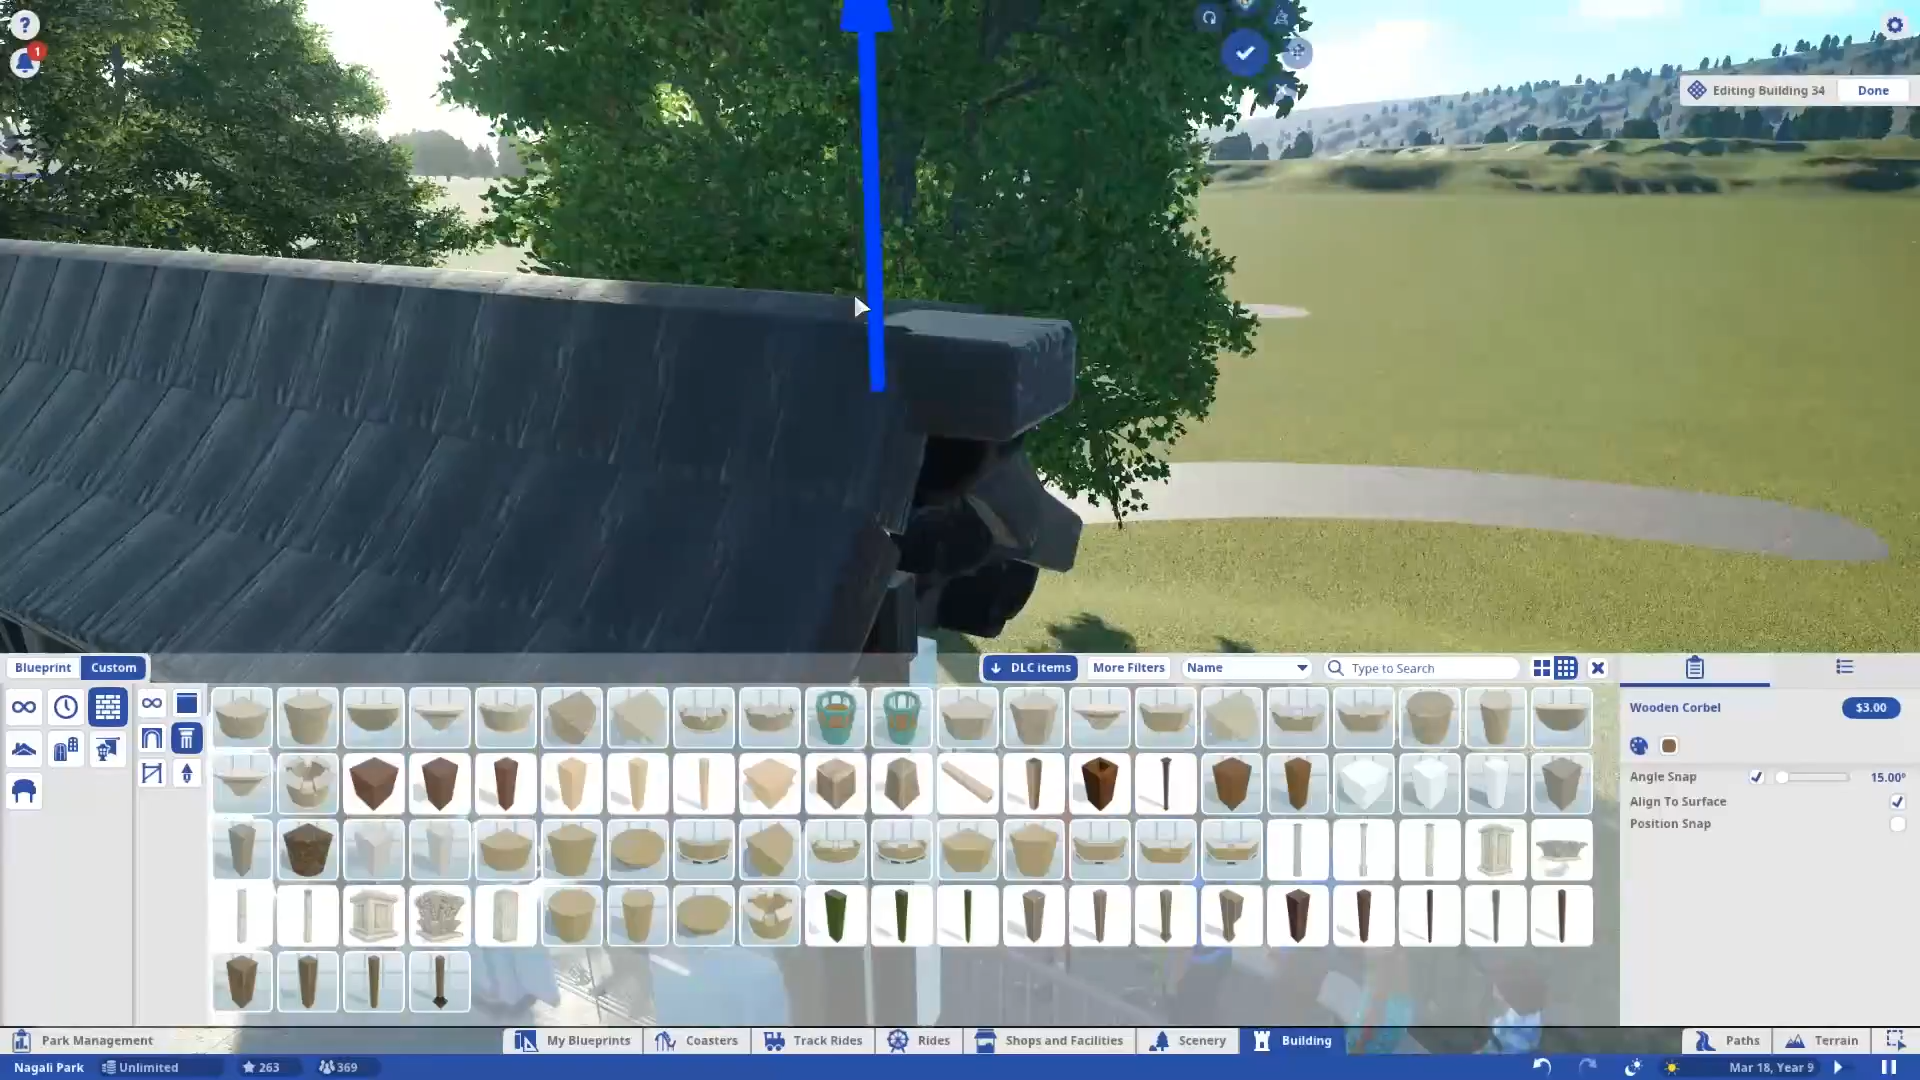 ?
1
Editing Building 34
Done
Blueprint
Custom
DLC items
More Filters
Name
Type to Search
Wooden Corbel
$3.00
Angle Snap
15.00°
Align To Surface
Position Snap
Park Management
My Blueprints
Coasters
Track Rides
Rides
Shops and Facilities
Scenery
Building
Paths
Terrain
Nagali Park
Unlimited
263
369
Mar 18, Year 9